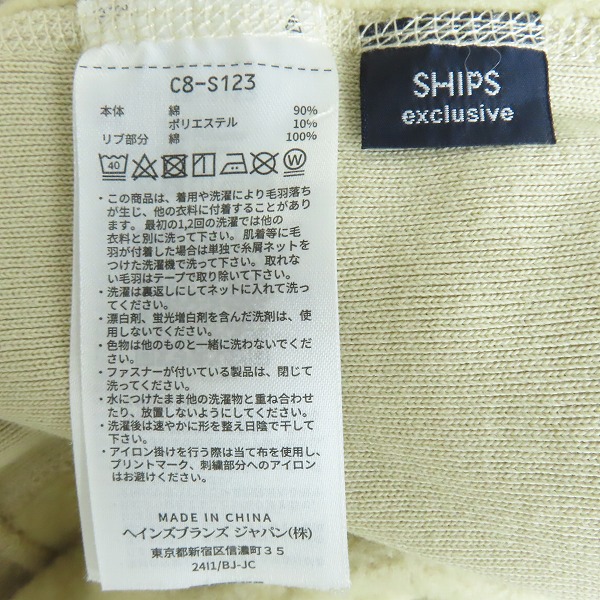 C8-S123
本体 綿 90%
ポリエステル 10%
リブ部分 綿 100%
40 W
・この商品は、着用や洗濯により毛羽落ち
が生じ、他の衣料に付着することがあり
ます。 最初の1,2回の洗濯では他の
衣料と別に洗って下さい。 肌着等に毛
羽が付着した場合は単独で糸屑ネットを
つけた洗濯機で洗って下さい。 取れな
い毛羽はテープで取り除いて下さい。
・洗濯は裏返しにしてネットに入れて洗っ
てください。
・漂白剤、蛍光増白剤を含んだ洗剤は、使
用しないでください。
・色物は他のものと一緒に洗わないでくだ
さい。
・ファスナーが付いている製品は、閉じて
洗ってください。
・水につけたまま他の洗濯物と重ね合わせ
たり、放置しないようにしてください。
・洗濯後は速やかに形を整え日陰で干して
下さい。
・アイロン掛けを行う際は当て布を使用し、
プリントマーク、刺繍部分へのアイロン
はお避けください。
MADE IN CHINA
ヘインズブランズ ジャパン(株)
東京都新宿区信濃町35
2411/BJ-JC
SHIPS
exclusive